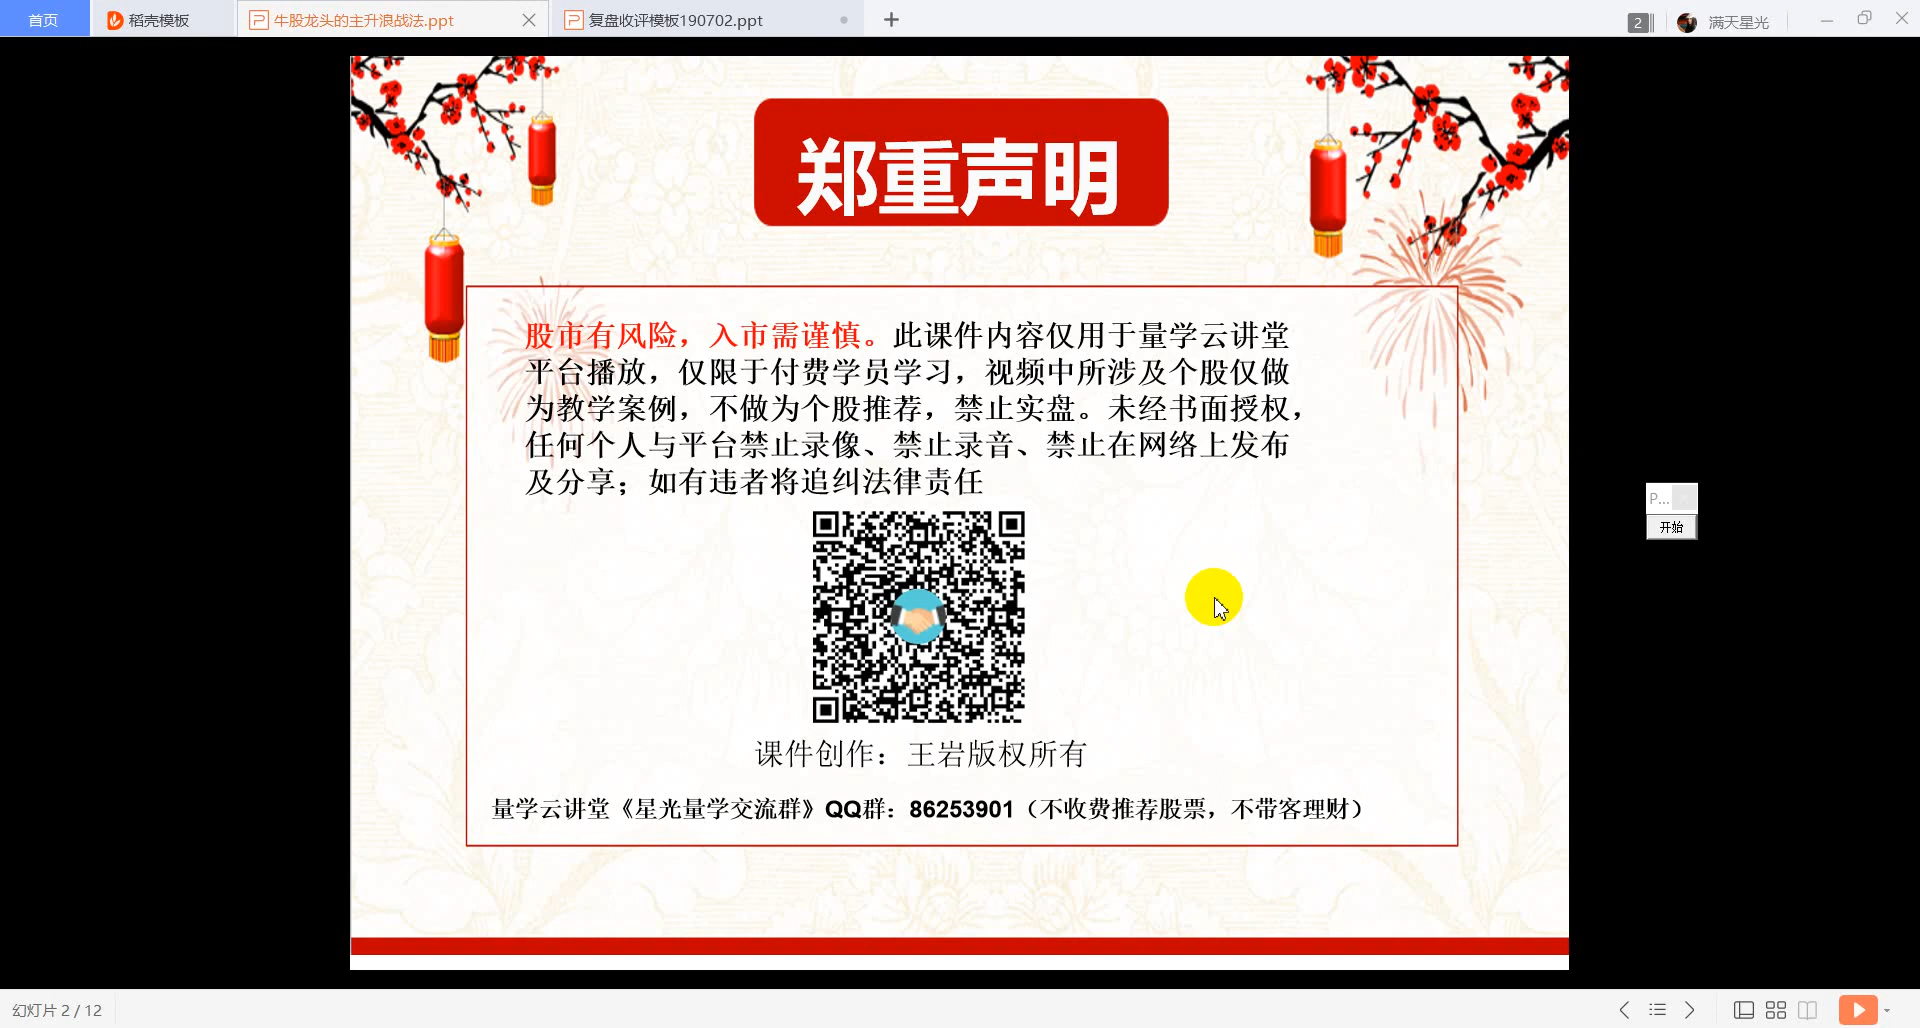 首页
稻壳模板
牛股龙头的主升浪战法.ppt
复盘收评模板190702.ppt
2
满天星光
郑重声明
股市有风险，入市需谨慎。此课件内容仅用于量学云讲堂
平台播放，仅限于付费学员学习，视频中所涉及个股仅做
为教学案例，不做为个股推荐，禁止实盘。未经书面授权，
任何个人与平台禁止录像、禁止录音、禁止在网络上发布
及分享；如有违者将追纠法律责任
P...
开始
课件创作：王岩版权所有
量学云讲堂《星光量学交流群》QQ群：86253901（不收费推荐股票，不带客理财）
幻灯片 2 / 12